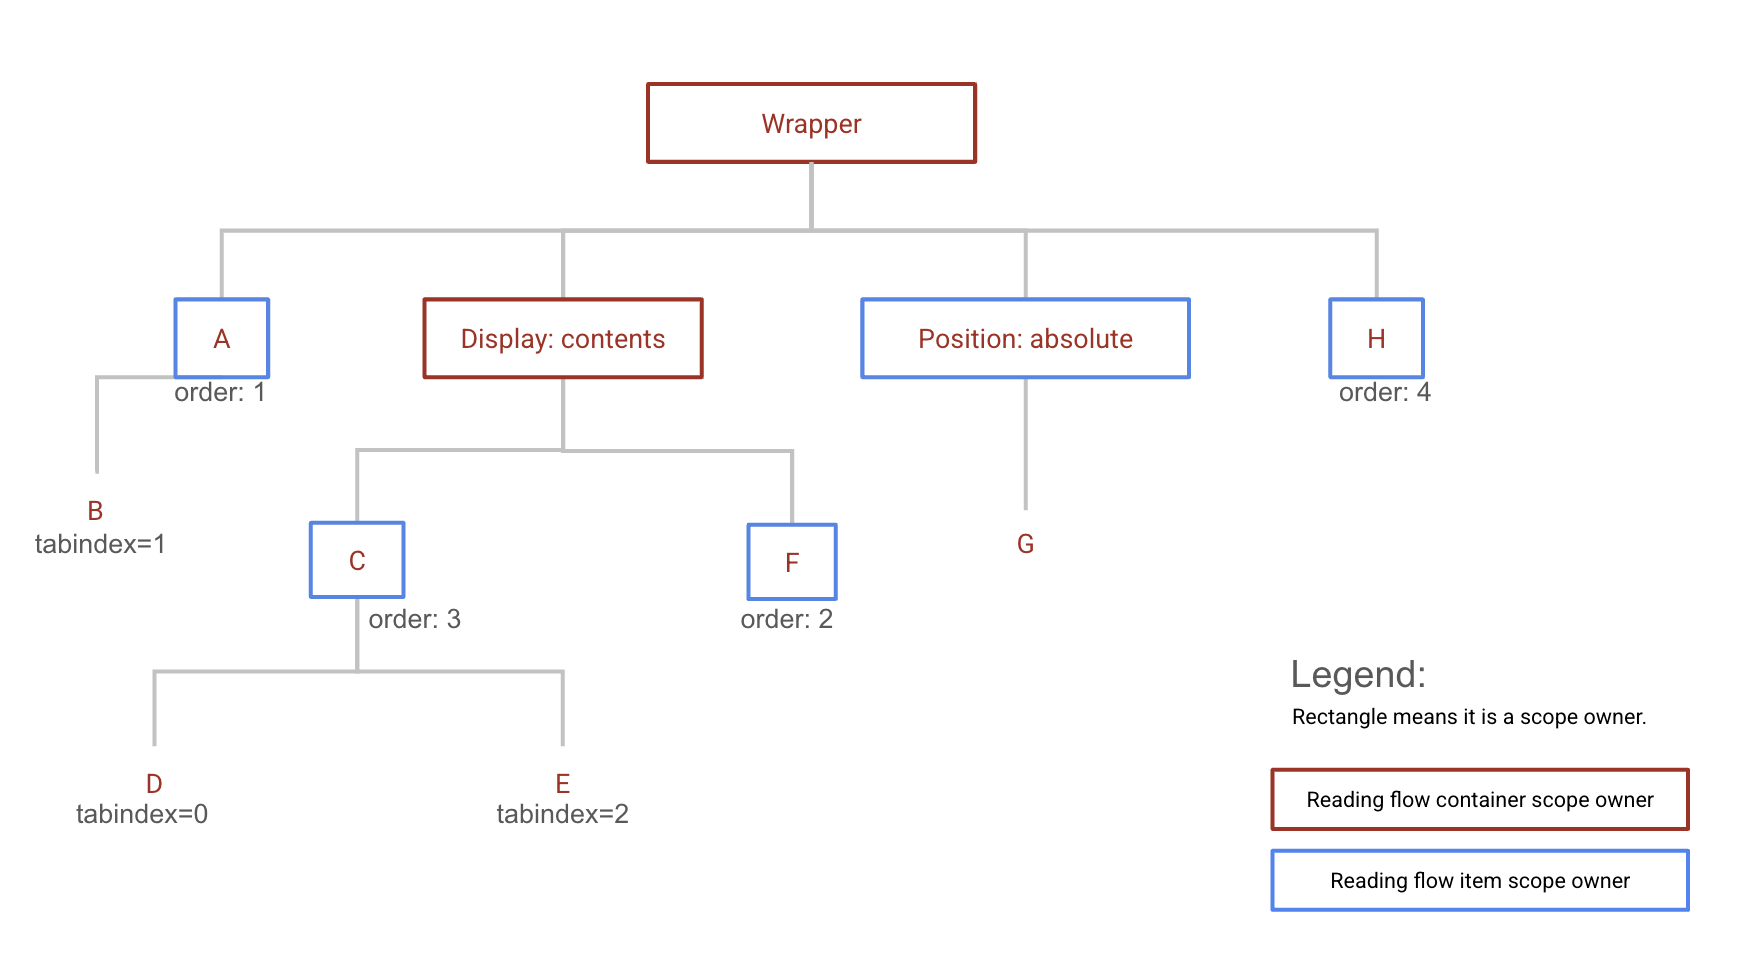 Wrapper
A
Display: contents
Position: absolute
H
order: 1
order: 4
B
tabindex=1
C
F
G
order: 3
order: 2
D
tabindex=0
E
tabindex=2
Legend:
Rectangle means it is a scope owner.
Reading flow container scope owner
Reading flow item scope owner